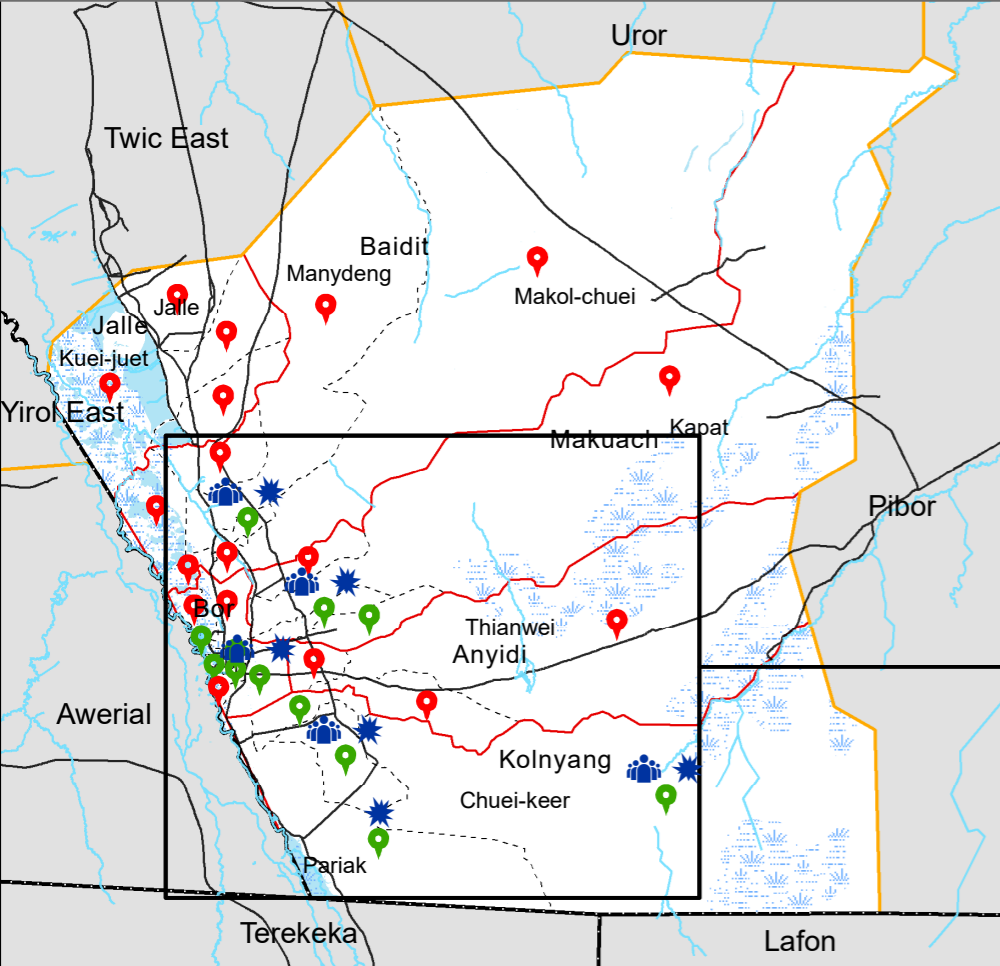 Uror
Twic East
Baidit
Manydeng
Makol-chuei
Jalle
Jalle
Kuei-juet
Yirol East
Kapat
Makuach
Pibor
Bor
Thianwei
Anyidi
Awerial
Kolnyang
Chuei-keer
Pariak
Terekeka
Lafon